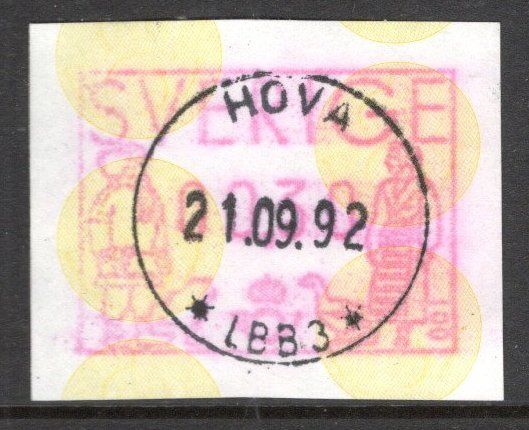 SVERIGE
HOVA
21.09.92
* LBB3 *